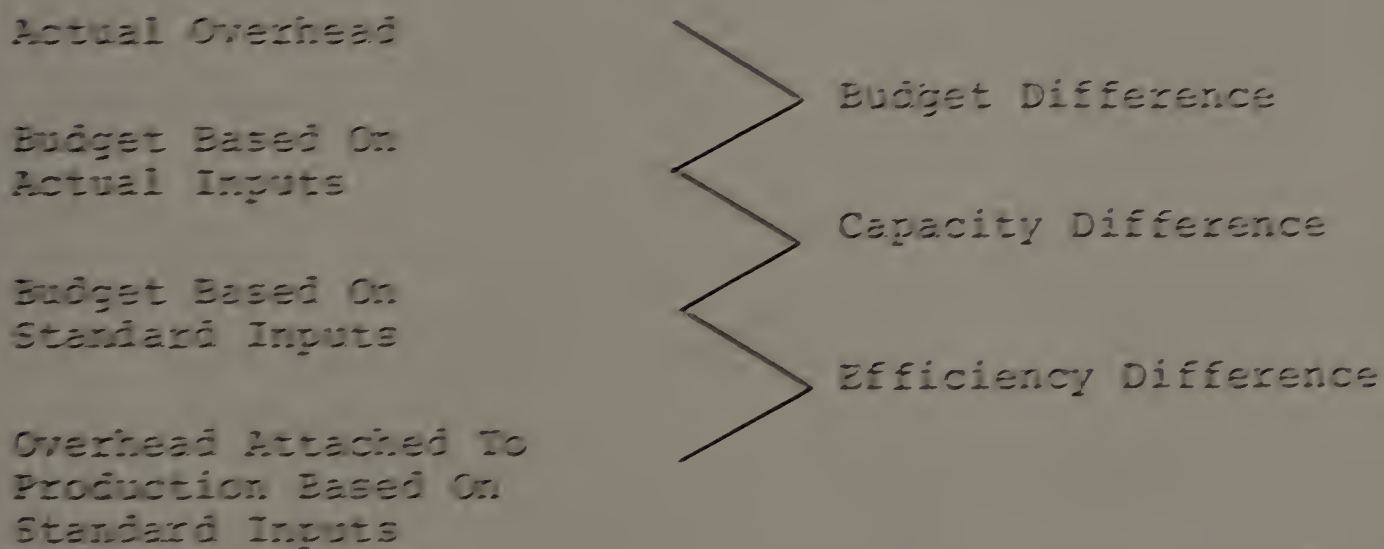 Actual Overhead
Budget Difference
Budget Based On
Actual Inputs
Capacity Difference
Budget Based On
Standard Inputs
Efficiency Difference
Overhead Attached To
Production Based On
Standard Inputs